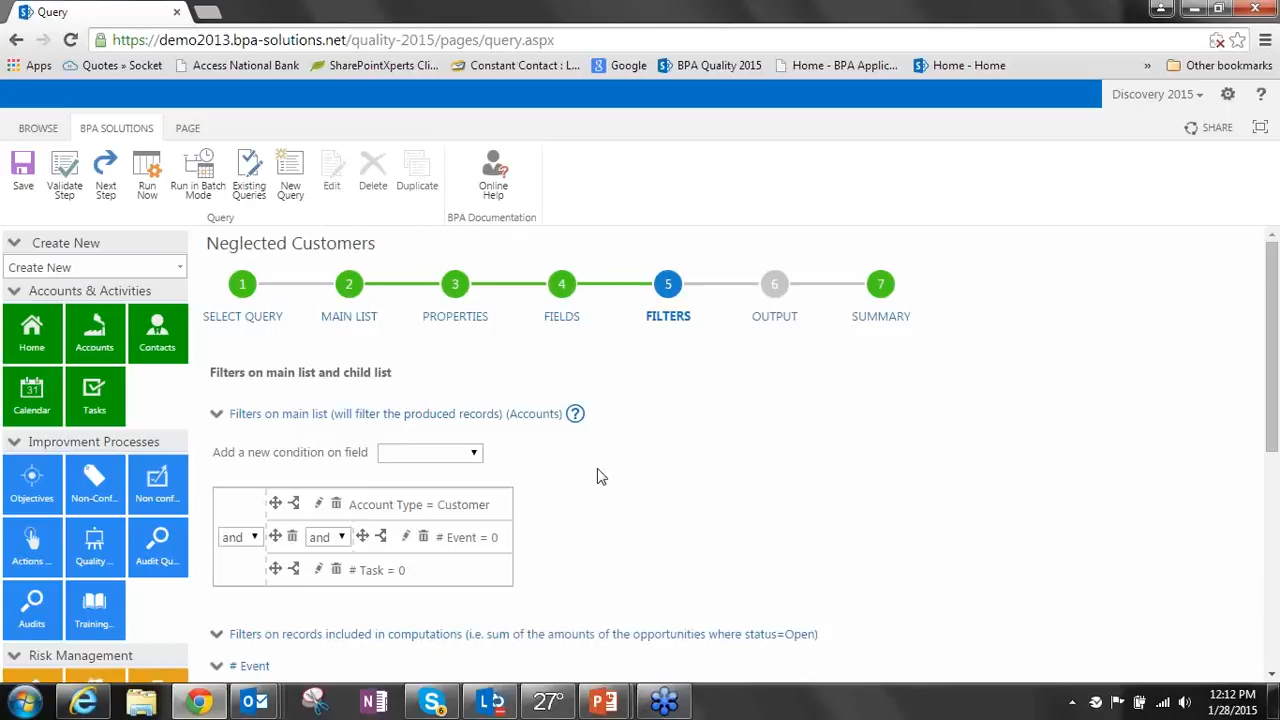 Query
https://demo2013.bpa-solutions.net/quality-2015/pages/query.aspx
Apps Quotes » Socket Access National Bank SharePointXperts Cli... Constant Contact : L... Google BPA Quality 2015 Home - BPA Applic... Home - Home » Other bookmarks
Discovery 2015
BROWSE BPA SOLUTIONS PAGE SHARE
Save Validate Step Next Step Run Now Run in Batch Mode Existing Queries New Query Edit Delete Duplicate Online Help
Query BPA Documentation
Create New
Create New
Accounts & Activities
Home Accounts Contacts
31
Calendar Tasks
Improvment Processes
Objectives Non-Conf... Non conf...
Actions ... Quality ... Audit Qu...
Audits Training...
Risk Management
Neglected Customers
1 2 3 4 5 6 7
SELECT QUERY MAIN LIST PROPERTIES FIELDS FILTERS OUTPUT SUMMARY
Filters on main list and child list
Filters on main list (will filter the produced records) (Accounts) ?
Add a new condition on field
Account Type = Customer
and and # Event = 0
# Task = 0
Filters on records included in computations (i.e. sum of the amounts of the opportunities where status=Open)
# Event
27°
12:12 PM
1/28/2015